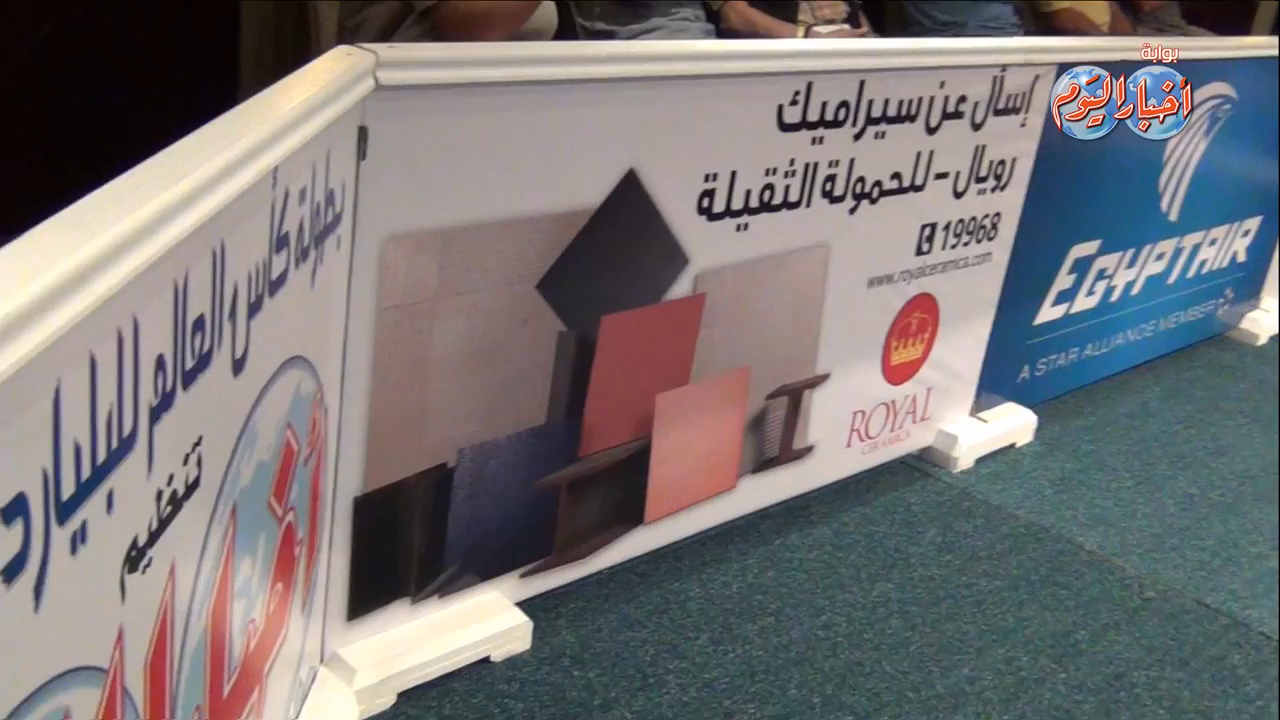 بوابة
أخبار اليوم
إسأل عن سيراميك
رويال - للحمولة الثقيلة
19968
www.royalceramica.com
ROYAL
CERAMICA
EGYPTAIR
A STAR ALLIANCE MEMBER
بطولة كأس العالم للبليارد
تنظيم